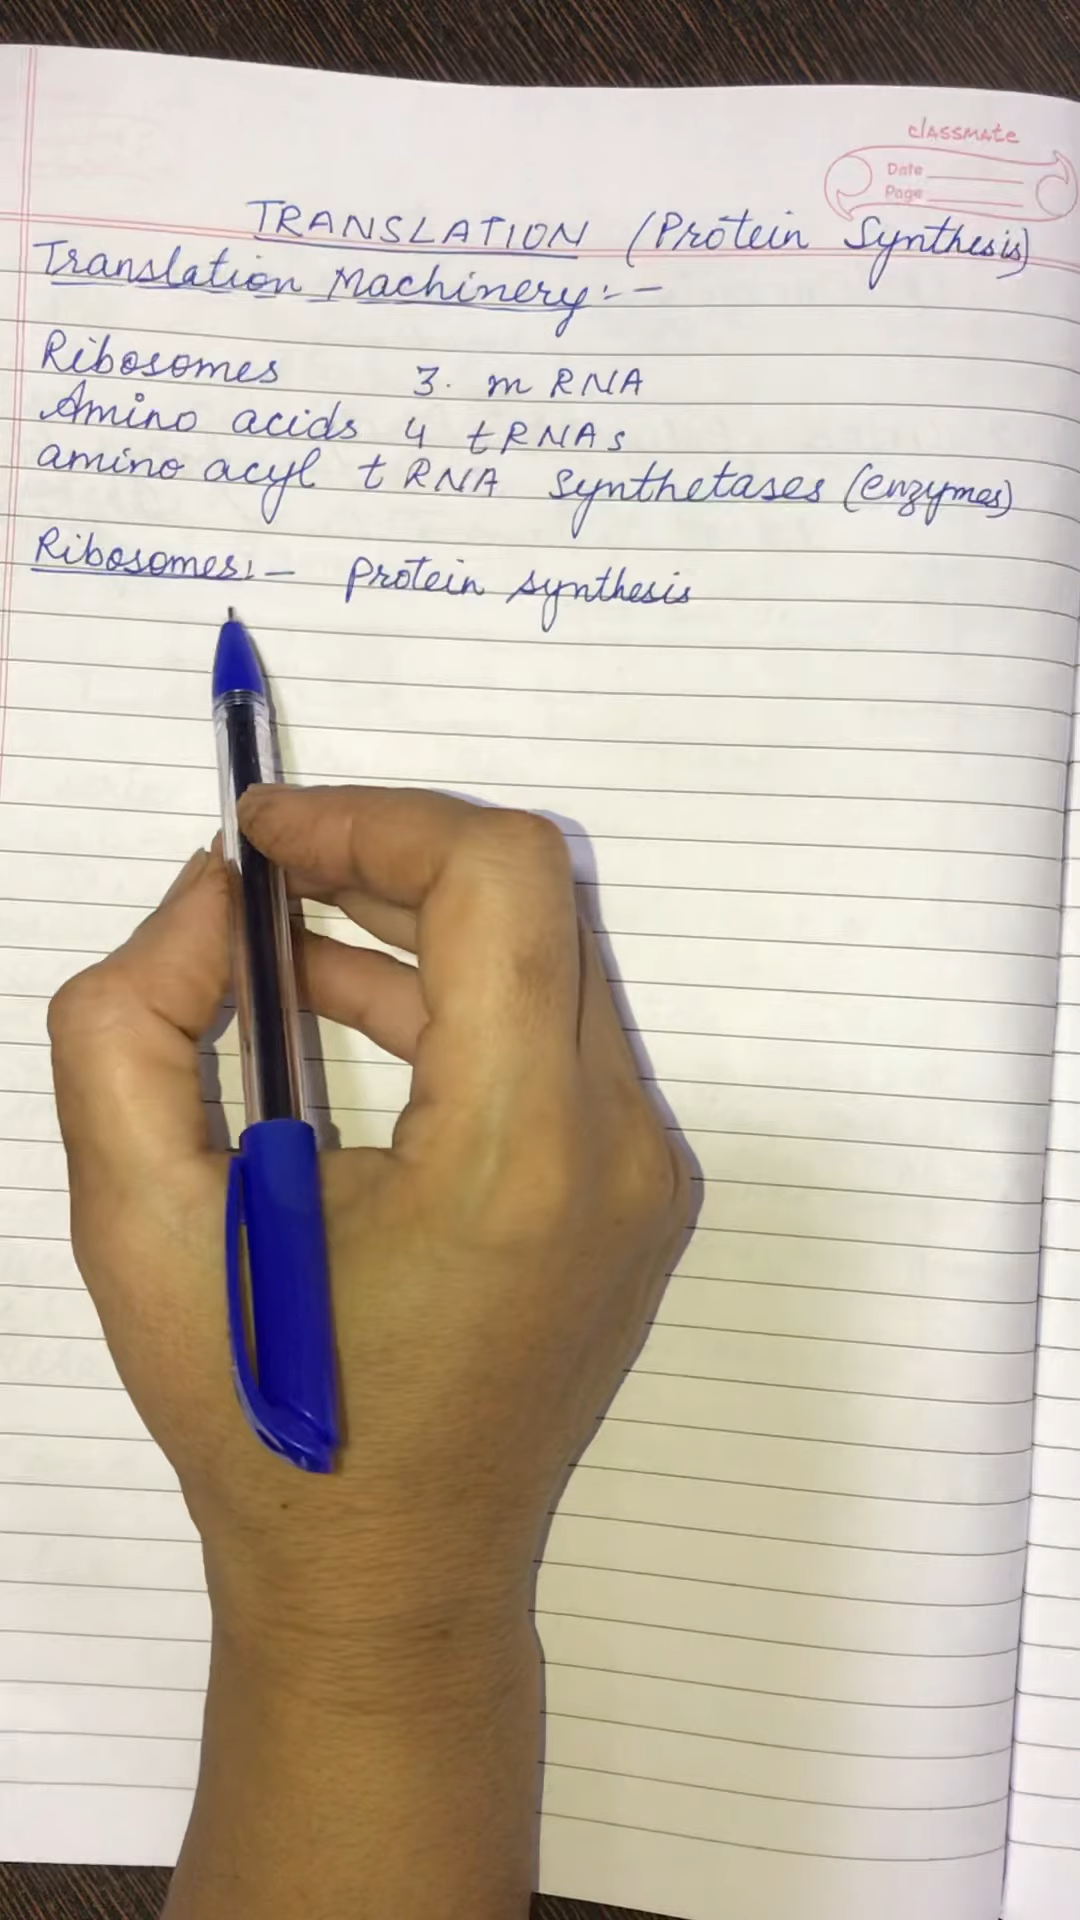 classmate
Date
Page
TRANSLATION (Protein Synthesis)
Translation Machinery:-
Ribosomes 3. mRNA
Amino acids 4 tRNAs
amino acyl tRNA synthetases (enzymes)
Ribosomes:- Protein synthesis